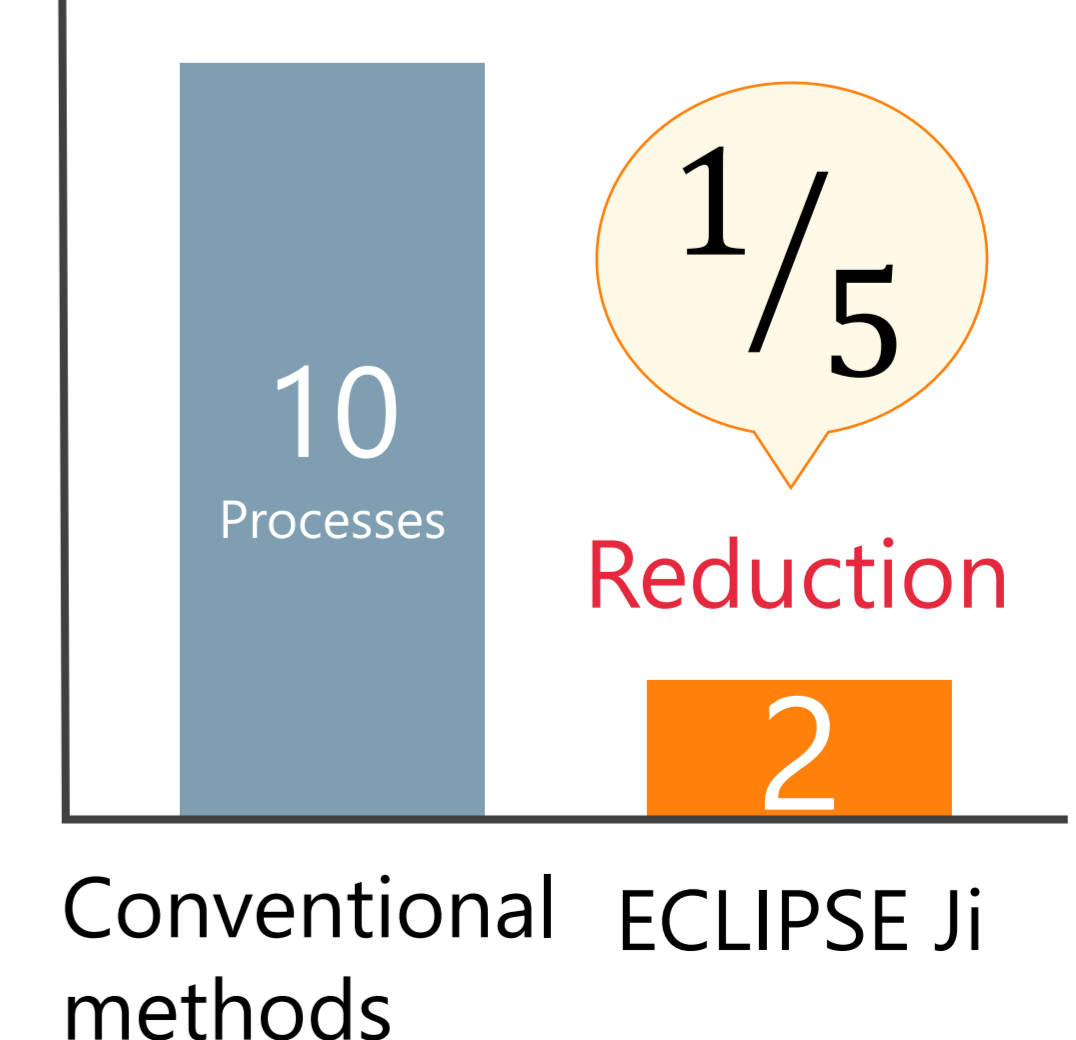 10
Processes
1/5
Reduction
2
Conventional
methods
ECLIPSE Ji